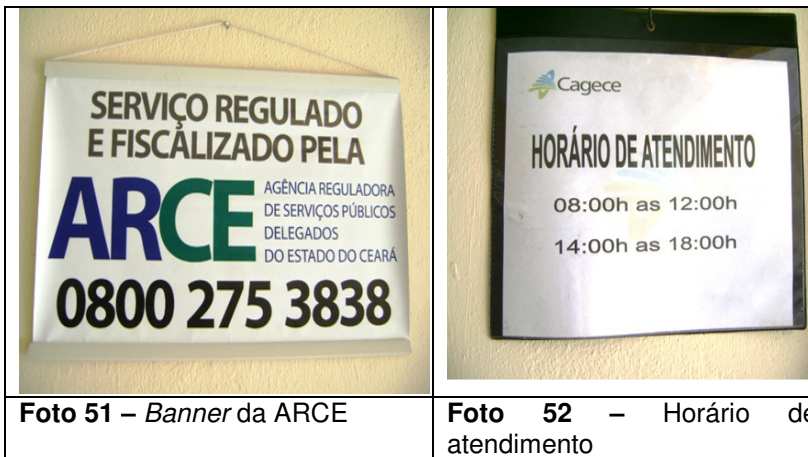 SERVIÇO REGULADO
E FISCALIZADO PELA
ARCE
AGÊNCIA REGULADORA
DE SERVIÇOS PÚBLICOS
DELEGADOS
DO ESTADO DO CEARÁ
0800 275 3838
Cagece
HORÁRIO DE ATENDIMENTO
08:00h as 12:00h
14:00h as 18:00h
Foto 51 – Banner da ARCE
Foto 52 – Horário de
atendimento